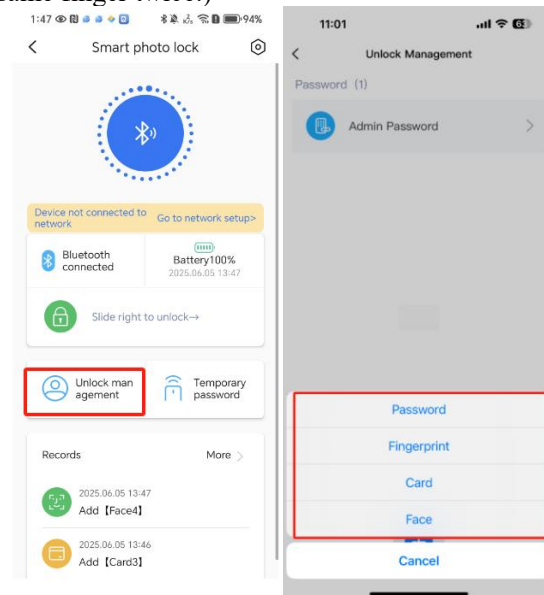 1:47 94%
Smart photo lock
Device not connected to
network
Go to network setup>
Bluetooth
connected
Battery100%
2025.06.05 13:47
Slide right to unlock→
Unlock man
agement
Temporary
password
Records
More >
2025.06.05 13:47
Add【Face4】
2025.06.05 13:46
Add【Card3】
11:01
Unlock Management
Password (1)
Admin Password
Password
Fingerprint
Card
Face
Cancel